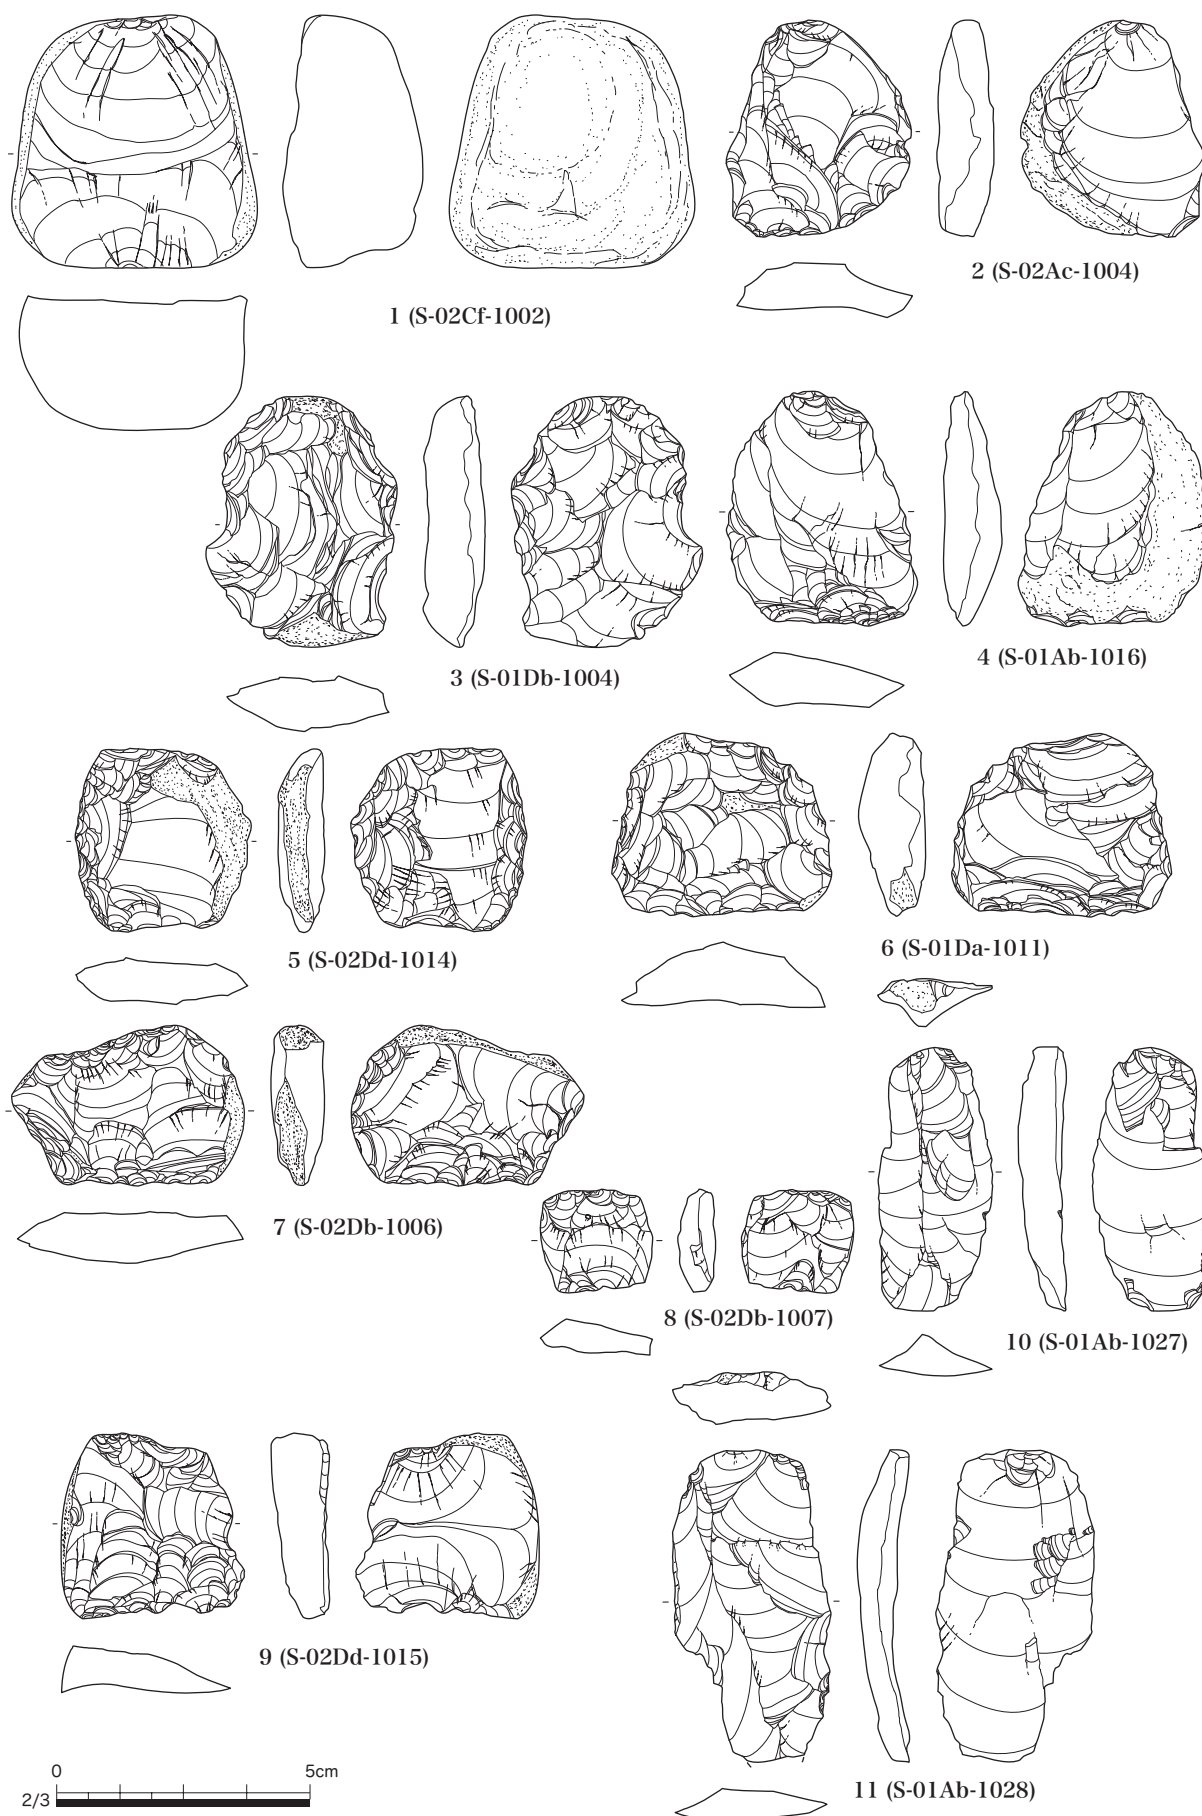 1 (S-02Cf-1002)
2 (S-02Ac-1004)
3 (S-01Db-1004)
4 (S-01Ab-1016)
5 (S-02Dd-1014)
6 (S-01Da-1011)
7 (S-02Db-1006)
8 (S-02Db-1007)
10 (S-01Ab-1027)
9 (S-02Dd-1015)
11 (S-01Ab-1028)
0 5cm
2/3